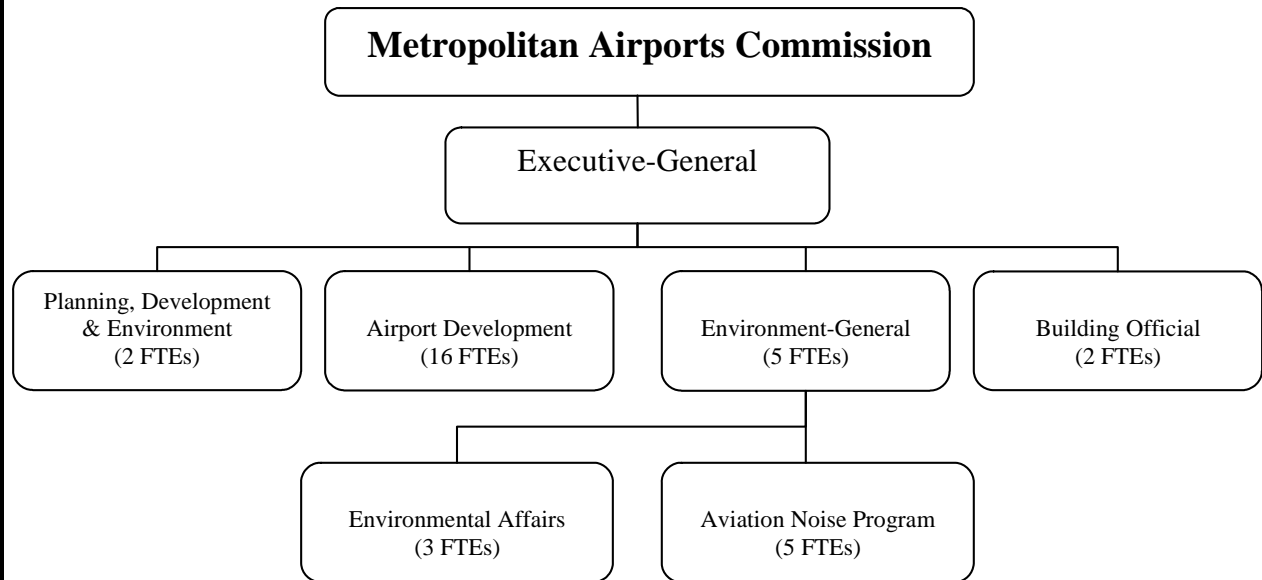 Metropolitan Airports Commission
Executive-General
Planning, Development
& Environment
(2 FTEs)
Airport Development
(16 FTEs)
Environment-General
(5 FTEs)
Building Official
(2 FTEs)
Environmental Affairs
(3 FTEs)
Aviation Noise Program
(5 FTEs)